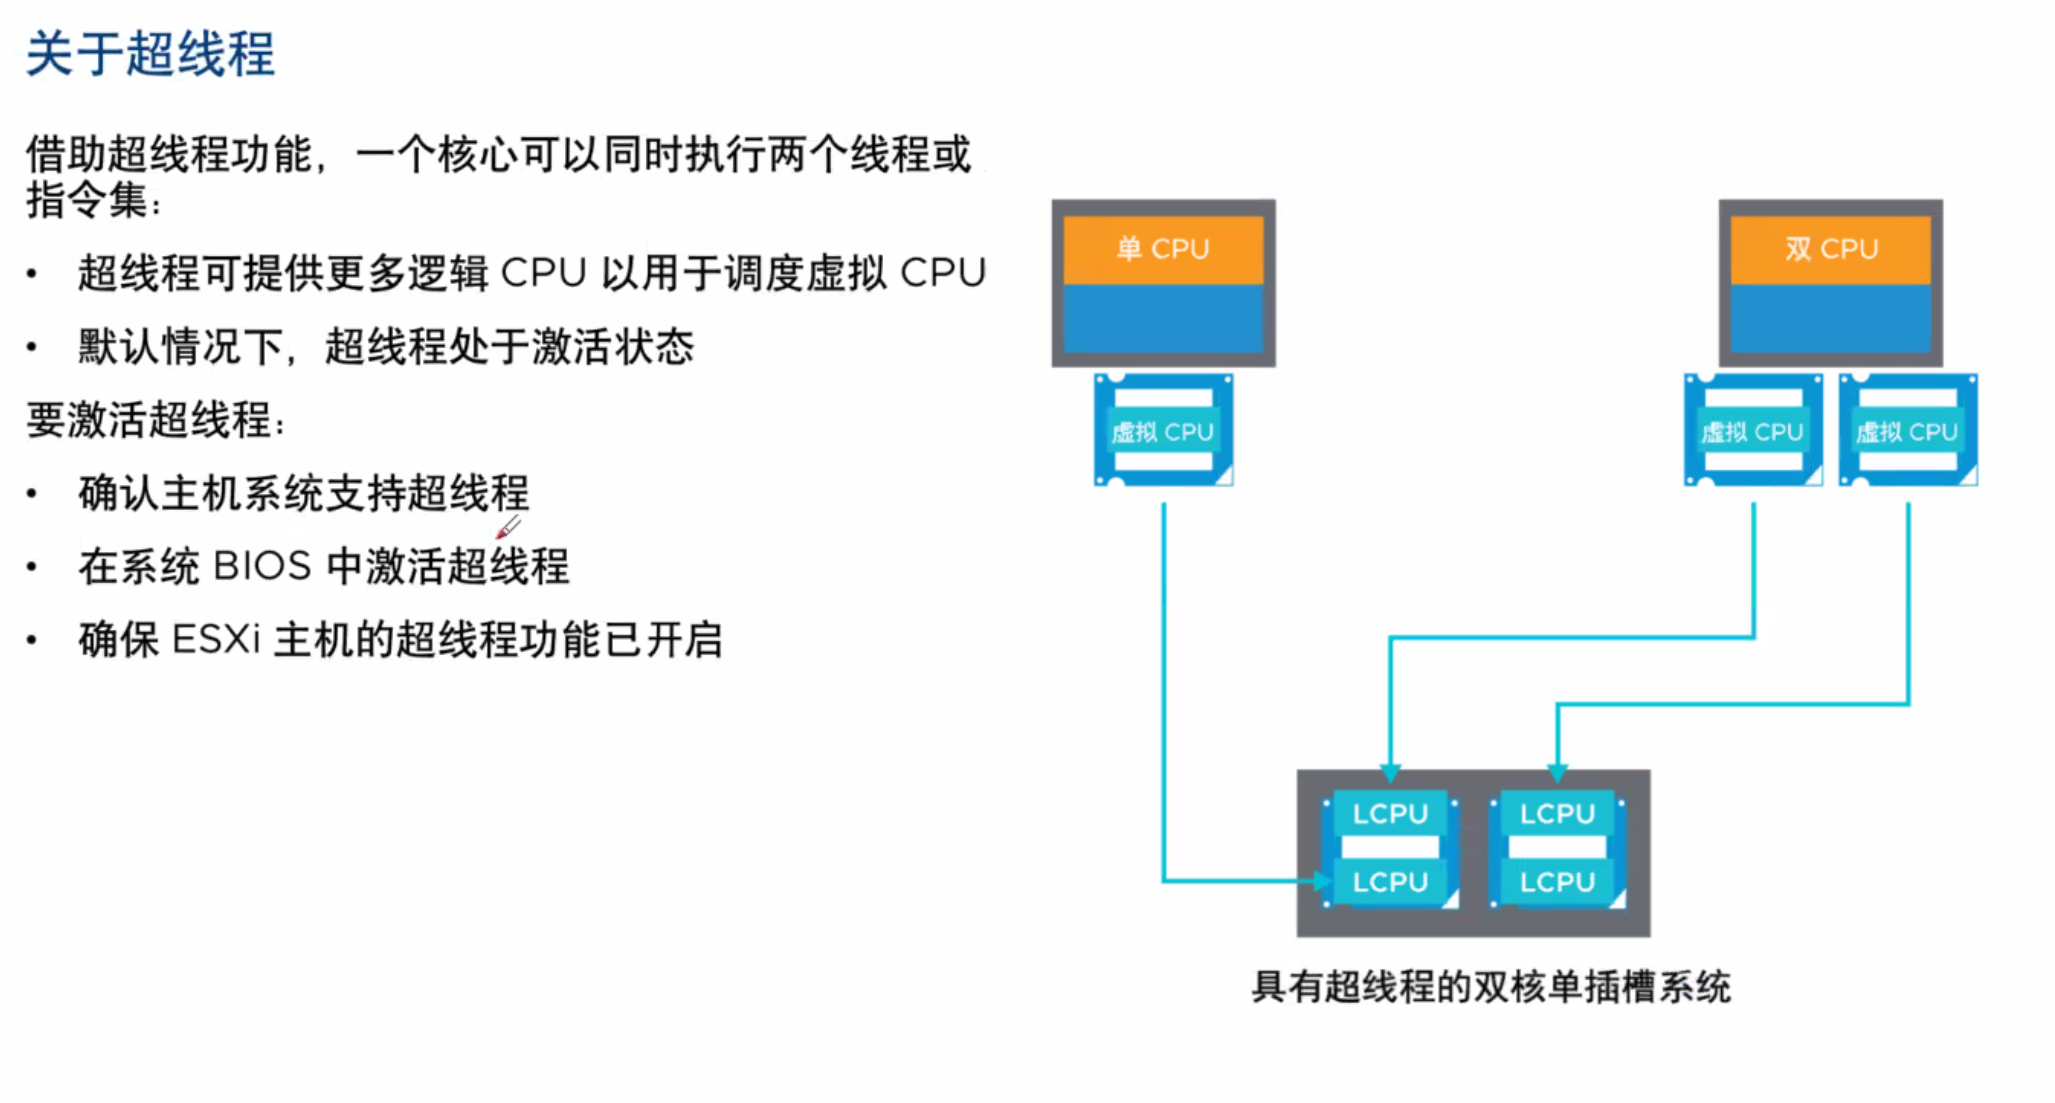 关于超线程
借助超线程功能，一个核心可以同时执行两个线程或
指令集：
• 超线程可提供更多逻辑 CPU 以用于调度虚拟 CPU
• 默认情况下，超线程处于激活状态
要激活超线程：
• 确认主机系统支持超线程
• 在系统 BIOS 中激活超线程
• 确保 ESXi 主机的超线程功能已开启
单 CPU
双 CPU
虚拟 CPU
虚拟 CPU
虚拟 CPU
LCPU
LCPU
LCPU
LCPU
具有超线程的双核单插槽系统